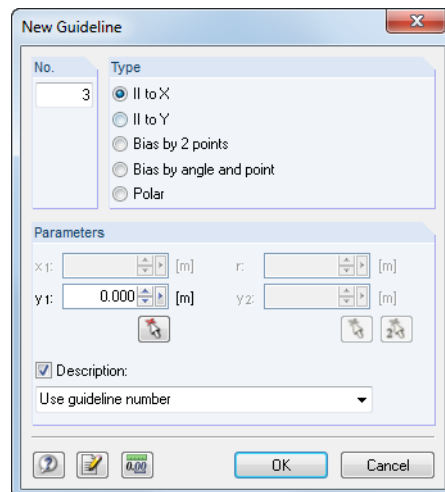 New Guideline
No.
Type
3
II to X
II to Y
Bias by 2 points
Bias by angle and point
Polar
Parameters
x1: [m] r: [m]
y1: 0.000 [m] y2: [m]
2
Description:
Use guideline number
0.00
OK
Cancel